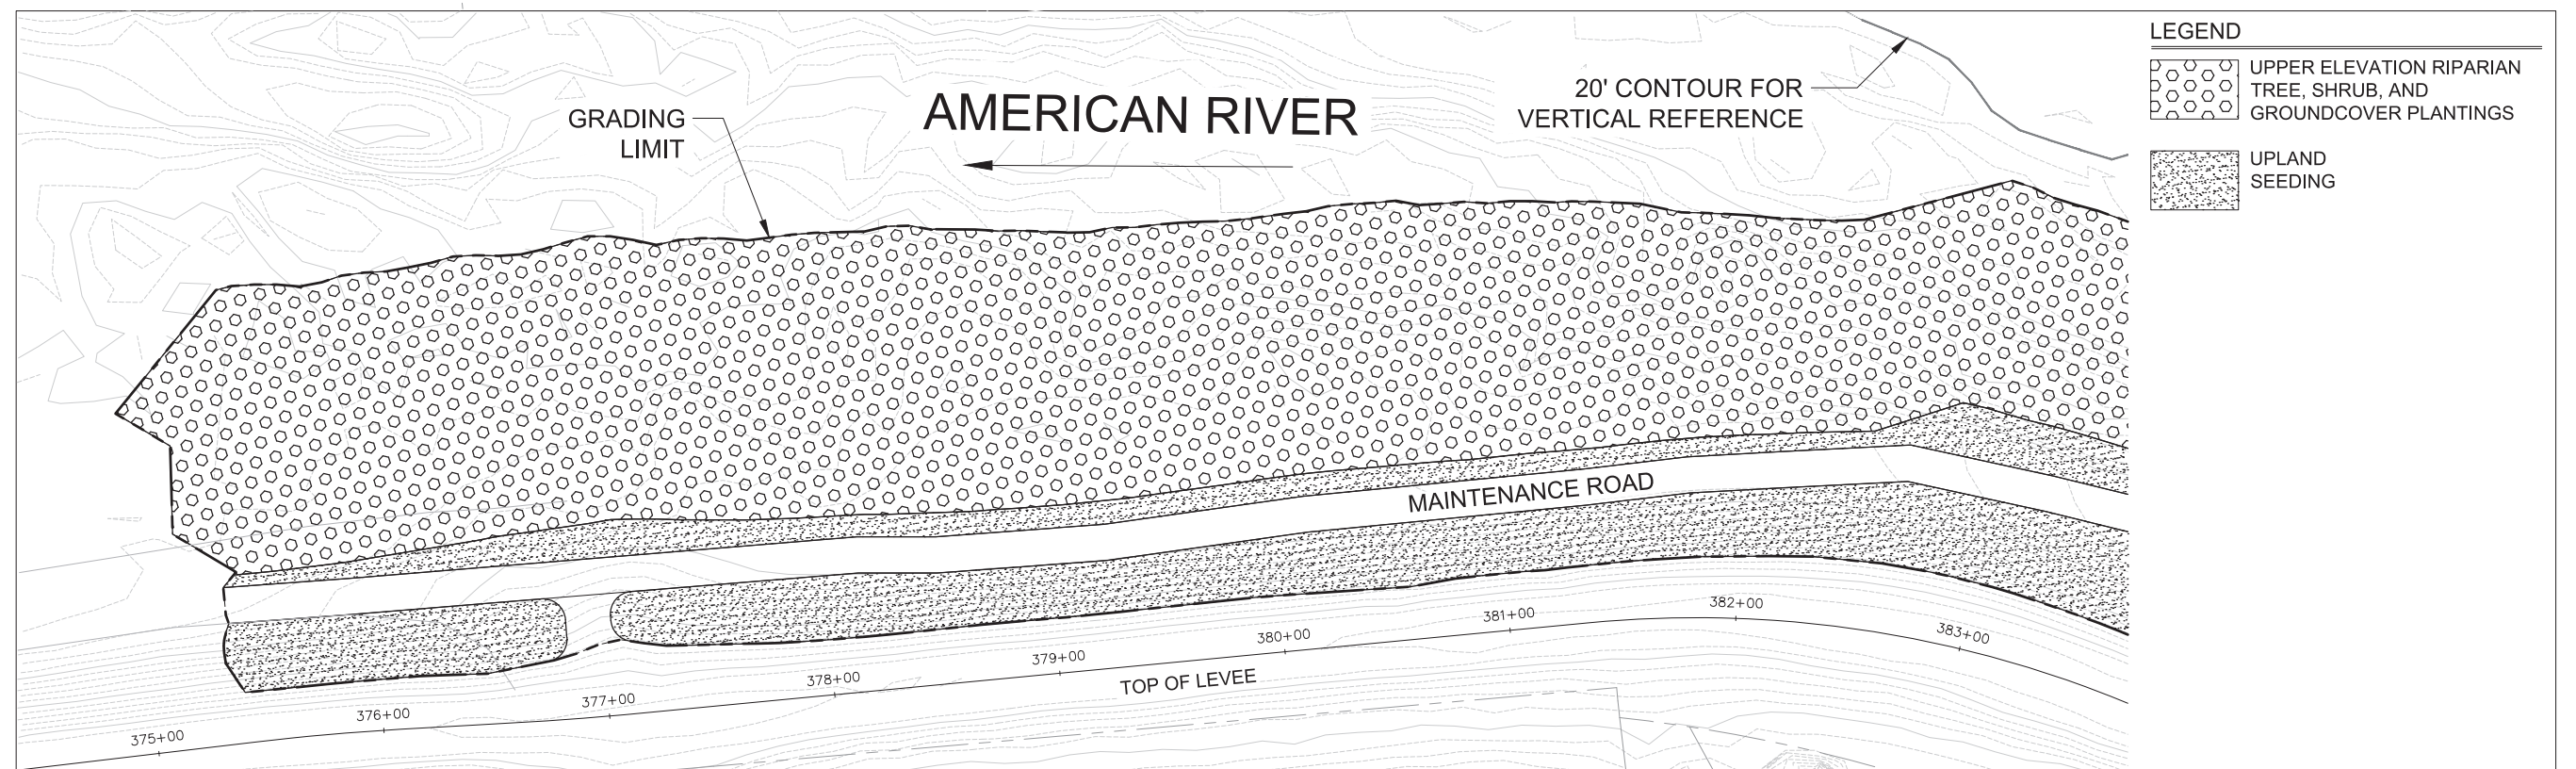 GRADING
LIMIT
AMERICAN RIVER
20' CONTOUR FOR
VERTICAL REFERENCE
LEGEND
UPPER ELEVATION RIPARIAN
TREE, SHRUB, AND
GROUNDCOVER PLANTINGS
UPLAND
SEEDING
MAINTENANCE ROAD
375+00
376+00
377+00
378+00
379+00
380+00
381+00
382+00
383+00
TOP OF LEVEE